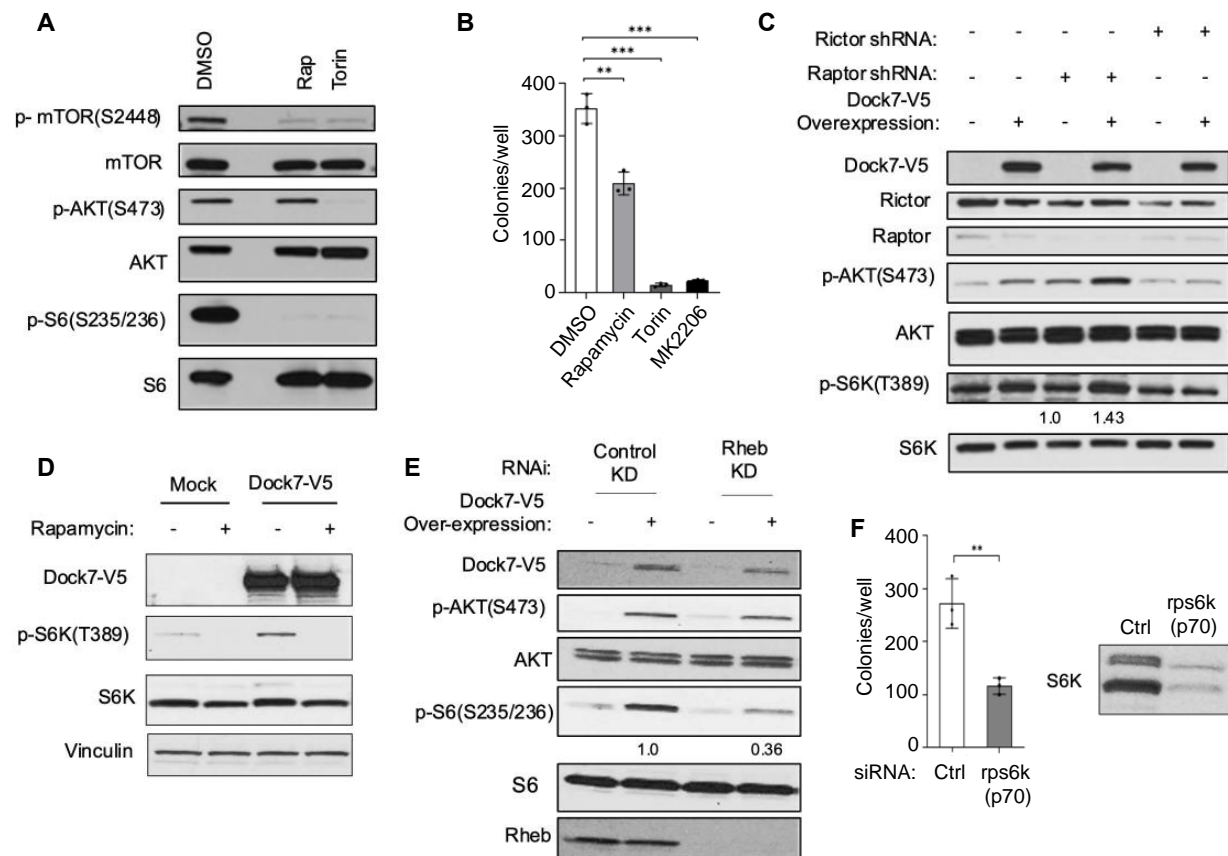 A
DMSO
Rap
Torin
p- mTOR(S2448)
mTOR
p-AKT(S473)
AKT
p-S6(S235/236)
S6
B
***
***
**
400
300
200
100
0
Colonies/well
DMSO
Rapamycin
Torin
MK2206
C
Rictor shRNA: - - - - + +
Raptor shRNA: - - + + - -
Dock7-V5
Overexpression: - + - + - +
Dock7-V5
Rictor
Raptor
p-AKT(S473)
AKT
p-S6K(T389)
1.0 1.43
S6K
D
Mock Dock7-V5
Rapamycin: - + - +
Dock7-V5
p-S6K(T389)
S6K
Vinculin
E
RNAi: Control KD Rheb KD
Dock7-V5
Over-expression: - + - +
Dock7-V5
p-AKT(S473)
AKT
p-S6(S235/236)
1.0 0.36
S6
Rheb
F
**
400
300
200
100
0
Colonies/well
siRNA: Ctrl rps6k
(p70)
Ctrl rps6k
(p70)
S6K